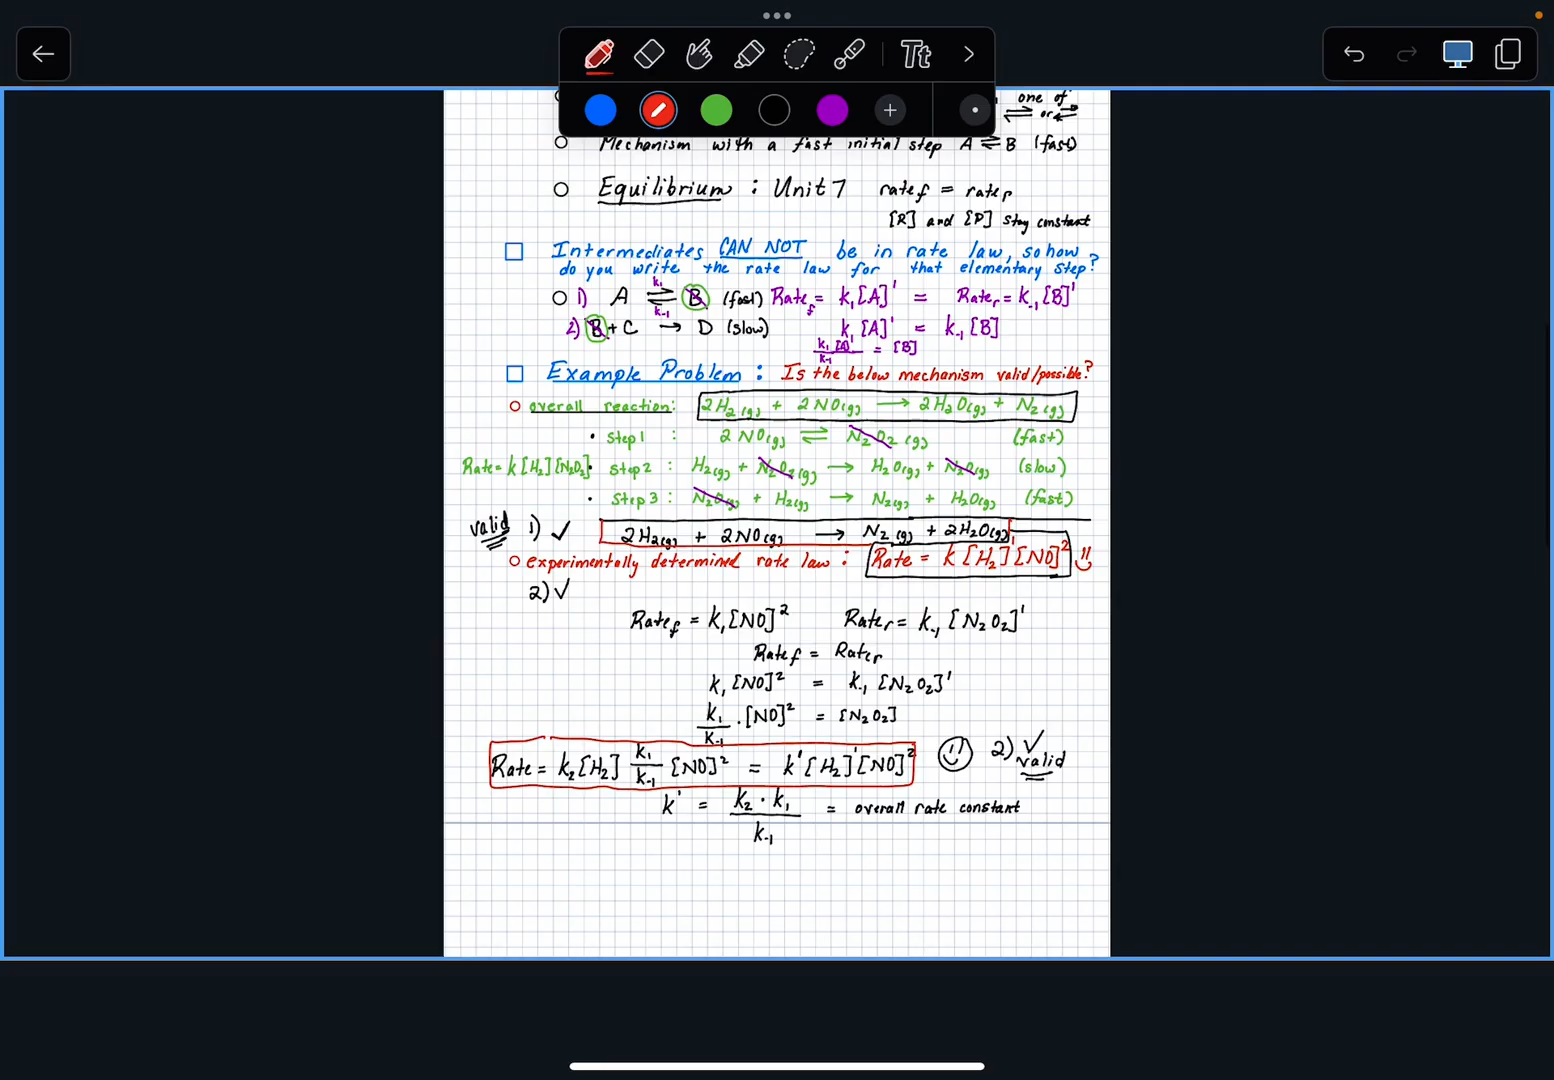 Tt
one of
⇌ or ⇌
Mechanism with a fast initial step A ⇌ B (fast)
Equilibrium : Unit 7 rate_f = rate_r
[R] and [P] stay constant
Intermediates CAN NOT be in rate law, so how
do you write the rate law for that elementary step?
1) A ⇌ B (fast) Rate_f = k₁[A]' = Rate_r = k₋₁[B]'
k₁
k₋₁
2) B + C → D (slow) k₁[A]' = k₋₁[B]
k₁[A]'/k₋₁ = [B]
Example Problem : Is the below mechanism valid/possible?
overall reaction: 2H₂(g) + 2NO(g) → 2H₂O(g) + N₂(g)
• Step 1 : 2NO(g) ⇌ N₂O₂(g) (fast)
Rate = k[H₂][N₂O₂] • Step 2 : H₂(g) + N₂O₂(g) → H₂O(g) + N₂O(g) (slow)
• Step 3 : N₂O(g) + H₂(g) → N₂(g) + H₂O(g) (fast)
valid 1) ✓ 2H₂(g) + 2NO(g) → N₂(g) + 2H₂O(g)
experimentally determined rate law : Rate = k[H₂]'[NO]²
2) ✓
Rate_f = k₁[NO]² Rate_r = k₋₁[N₂O₂]'
Rate_f = Rate_r
k₁[NO]² = k₋₁[N₂O₂]'
k₁/k₋₁ · [NO]² = [N₂O₂]
Rate = k₂[H₂] k₁/k₋₁ [NO]² = k'[H₂]'[NO]² 2) ✓ valid
k' = k₂ · k₁/k₋₁ = overall rate constant